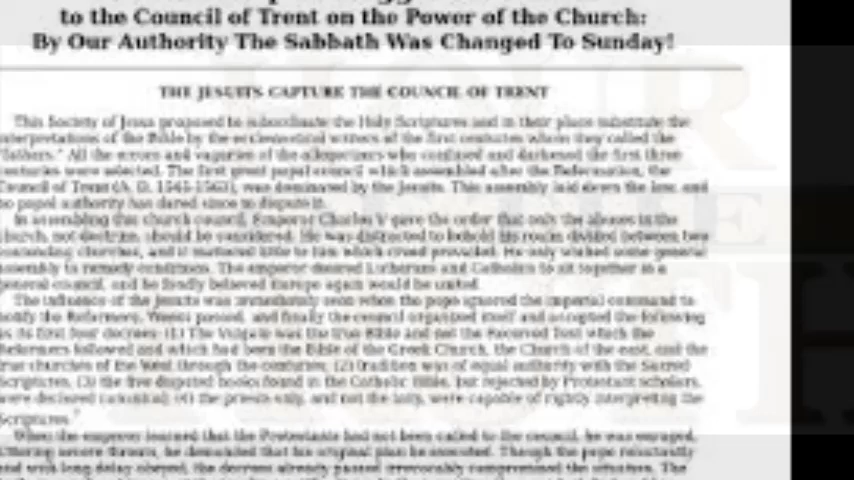 to the Council of Trent on the Power of the Church:
By Our Authority The Sabbath Was Changed To Sunday!
THE JESUITS CAPTURE THE COUNCIL OF TRENT
This Society of Jesus proposed to subordinate the Holy Scriptures and in their place substitute the
interpretations of the Bible by the ecclesiastical writers of the first centuries whom they called the
"fathers." All the errors and vagaries of the allegorizers who confused and darkened the first three
centuries were selected. The first great papal council which assembled after the Reformation, the
Council of Trent (A. D. 1545-1563), was dominated by the Jesuits. This assembly laid down the law, and
no papal authority has dared since to dispute it.
In assembling this church council, Emperor Charles V gave the order that only the abuses in the
church, not doctrine, should be considered. He was distracted to behold his realm divided between two
contending churches, and it mattered little to him which creed prevailed. He only wished some general
assembly to remedy conditions. The emperor desired Lutherans and Catholics to sit together in a
general council, and he fondly believed Europe again would be united.
The influence of the Jesuits was immediately seen when the pope ignored the imperial command to
notify the Reformers. Weeks passed, and finally the council organized itself and accepted the following
as its first four decrees: (1) The Vulgate was the true Bible and not the Received Text which the
Reformers followed and which had been the Bible of the Greek Church, the Church of the east, and the
true churches of the West through the centuries; (2) tradition was of equal authority with the Sacred
Scriptures; (3) the five disputed books found in the Catholic Bible, but rejected by Protestant scholars,
were declared canonical; (4) the priests only, and not the laity, were capable of rightly interpreting the
Scriptures.
When the emperor learned that the Protestants had not been called to the council, he was enraged.
Uttering severe threats, he demanded that his original plan be executed. Though the pope reluctantly
and with long delay obeyed, the decrees already passed irrevocably compromised the situation. The